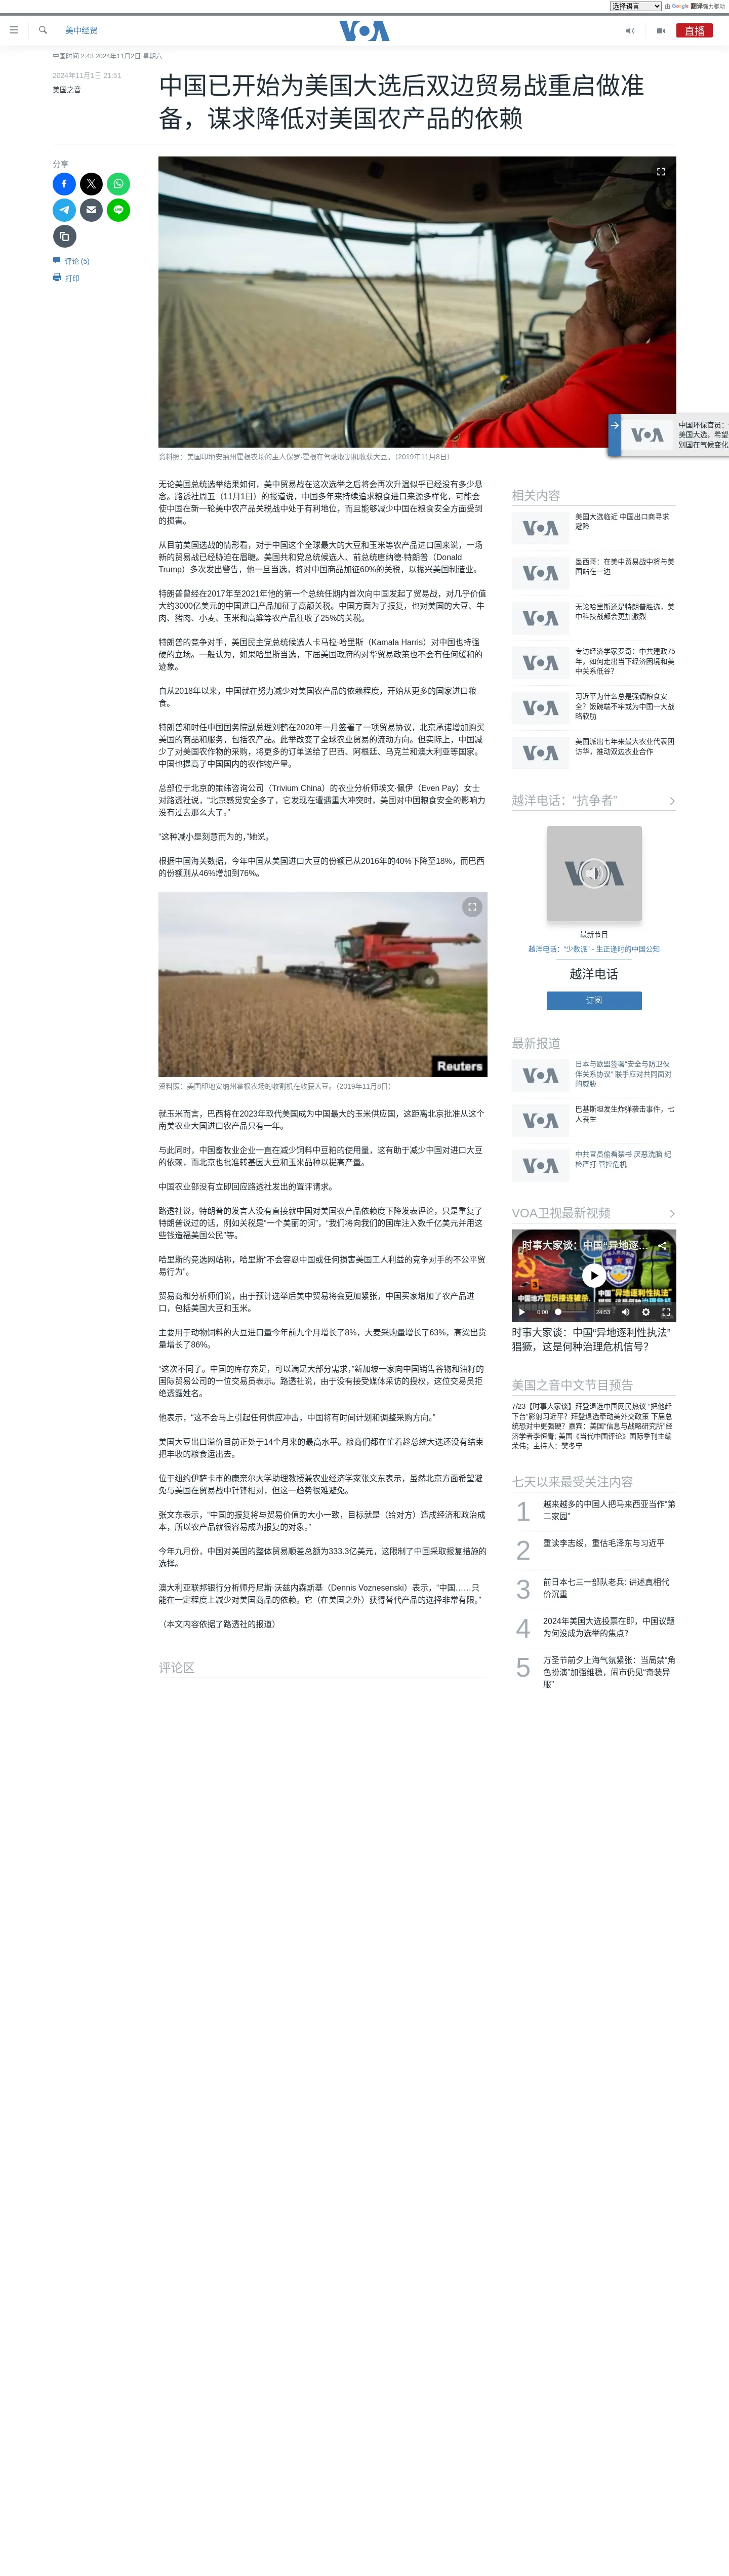 选择语言
由 Google 翻译强力驱动
美中经贸
VOA
直播
中国时间 2:43 2024年11月2日 星期六
2024年11月1日 21:51
美国之音
中国已开始为美国大选后双边贸易战重启做准
备，谋求降低对美国农产品的依赖
分享
评论 (5)
打印
中国环保官员：
美国大选，希望
别国在气候变化
VOA
资料照：美国印地安纳州霍根农场的主人保罗·霍根在驾驶收割机收获大豆。（2019年11月8日）
无论美国总统选举结果如何，美中贸易战在这次选举之后将会再次升温似乎已经没有多少悬
念。路透社周五（11月1日）的报道说，中国多年来持续追求粮食进口来源多样化，可能会
使中国在新一轮美中农产品关税战中处于有利地位，而且能够减少中国在粮食安全方面受到
的损害。
从目前美国选战的情形看，对于中国这个全球最大的大豆和玉米等农产品进口国来说，一场
新的贸易战已经胁迫在眉睫。美国共和党总统候选人、前总统唐纳德·特朗普（Donald
Trump）多次发出警告，他一旦当选，将对中国商品加征60%的关税，以振兴美国制造业。
特朗普曾经在2017年至2021年他的第一个总统任期内首次向中国发起了贸易战，对几乎价值
大约3000亿美元的中国进口产品加征了高额关税。中国方面为了报复，也对美国的大豆、牛
肉、猪肉、小麦、玉米和高粱等农产品征收了25%的关税。
特朗普的竞争对手，美国民主党总统候选人卡马拉·哈里斯（Kamala Harris）对中国也持强
硬的立场。一般认为，如果哈里斯当选，下届美国政府的对华贸易政策也不会有任何缓和的
迹象。
自从2018年以来，中国就在努力减少对美国农产品的依赖程度，开始从更多的国家进口粮
食。
特朗普和时任中国国务院副总理刘鹤在2020年一月签署了一项贸易协议，北京承诺增加购买
美国的商品和服务，包括农产品。此举改变了全球农业贸易的流动方向。但实际上，中国减
少了对美国农作物的采购，将更多的订单送给了巴西、阿根廷、乌克兰和澳大利亚等国家。
中国也提高了中国国内的农作物产量。
总部位于北京的策纬咨询公司（Trivium China）的农业分析师埃文·佩伊（Even Pay）女士
对路透社说，“北京感觉安全多了，它发现在遭遇重大冲突时，美国对中国粮食安全的影响力
没有过去那么大了。”
“这种减小是刻意而为的，”她说。
根据中国海关数据，今年中国从美国进口大豆的份额已从2016年的40%下降至18%，而巴西
的份额则从46%增加到76%。
Reuters
资料照：美国印地安纳州霍根农场的收割机在收获大豆。（2019年11月8日）
就玉米而言，巴西将在2023年取代美国成为中国最大的玉米供应国，这距离北京批准从这个
南美农业大国进口农产品只有一年。
与此同时，中国畜牧业企业一直在减少饲料中豆粕的使用量，这有助于减少中国对进口大豆
的依赖，而北京也批准转基因大豆和玉米品种以提高产量。
中国农业部没有立即回应路透社发出的置评请求。
路透社说，特朗普的发言人没有直接就中国对美国农产品依赖度下降发表评论，只是重复了
特朗普说过的话，例如关税是“一个美丽的词”，“我们将向我们的国库注入数千亿美元并用这
些钱造福美国公民”等。
哈里斯的竞选网站称，哈里斯“不会容忍中国或任何损害美国工人利益的竞争对手的不公平贸
易行为”。
贸易商和分析师们说，由于预计选举后美中贸易将会更加紧张，中国买家增加了农产品进
口，包括美国大豆和玉米。
主要用于动物饲料的大豆进口量今年前九个月增长了8%，大麦采购量增长了63%，高粱出货
量增长了86%。
“这次不同了。中国的库存充足，可以满足大部分需求，”新加坡一家向中国销售谷物和油籽的
国际贸易公司的一位交易员表示。路透社说，由于没有接受媒体采访的授权，这位交易员拒
绝透露姓名。
他表示，“这不会马上引起任何供应冲击，中国将有时间计划和调整采购方向。”
美国大豆出口溢价目前正处于14个月来的最高水平。粮商们都在忙着趁总统大选还没有结束
把丰收的粮食运出去。
位于纽约伊萨卡市的康奈尔大学助理教授兼农业经济学家张文东表示，虽然北京方面希望避
免与美国在贸易战中针锋相对，但这一趋势很难避免。
张文东表示，“中国的报复将与贸易价值的大小一致，目标就是（给对方）造成经济和政治成
本，所以农产品就很容易成为报复的对象。”
今年九月份，中国对美国的整体贸易顺差总额为333.3亿美元，这限制了中国采取报复措施的
选择。
澳大利亚联邦银行分析师丹尼斯·沃兹内森斯基（Dennis Voznesenski）表示，“中国……只
能在一定程度上减少对美国商品的依赖。它（在美国之外）获得替代产品的选择非常有限。”
（本文内容依据了路透社的报道）
评论区
相关内容
VOA
美国大选临近 中国出口商寻求
避险
VOA
墨西哥：在美中贸易战中将与美
国站在一边
VOA
无论哈里斯还是特朗普胜选，美
中科技战都会更加激烈
VOA
专访经济学家罗奇：中共建政75
年，如何走出当下经济困境和美
中关系低谷？
VOA
习近平为什么总是强调粮食安
全？饭碗端不牢或为中国一大战
略软肋
VOA
美国派出七年来最大农业代表团
访华，推动双边农业合作
越洋电话：“抗争者”
VOA
最新节目
越洋电话：“少数派” - 生正逢时的中国公知
越洋电话
订阅
最新报道
VOA
日本与欧盟签署“安全与防卫伙
伴关系协议” 联手应对共同面对
的威胁
VOA
巴基斯坦发生炸弹袭击事件，七
人丧生
VOA
中共官员偷看禁书 厌恶洗脑 纪
检严打 管控危机
VOA卫视最新视频
时事大家谈：中国“异地逐...
中国地方官员接连被杀，
中国“异地逐利性执法”
0:00
24:53
时事大家谈：中国“异地逐利性执法”
猖獗，这是何种治理危机信号？
美国之音中文节目预告
7/23【时事大家谈】拜登退选中国网民热议 “把他赶
下台”影射习近平？拜登退选牵动美外交政策 下届总
统恐对中更强硬？嘉宾：美国“信息与战略研究所”经
济学者李恒青; 美国《当代中国评论》国际季刊主编
荣伟；主持人：樊冬宁
七天以来最受关注内容
1
越来越多的中国人把马来西亚当作“第
二家园”
2
重读李志绥，重估毛泽东与习近平
3
前日本七三一部队老兵: 讲述真相代
价沉重
4
2024年美国大选投票在即，中国议题
为何没成为选举的焦点？
5
万圣节前夕上海气氛紧张：当局禁“角
色扮演”加强维稳，闹市仍见“奇装异
服”